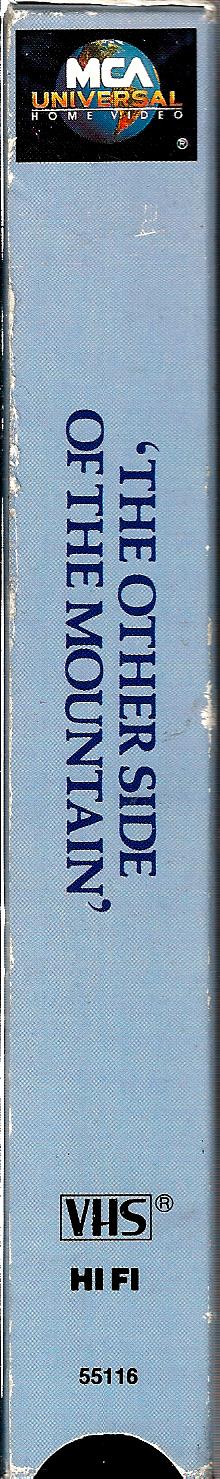 MCA
UNIVERSAL
HOME VIDEO
®
‘THE OTHER SIDE
OF THE MOUNTAIN’
VHS®
HI FI
55116